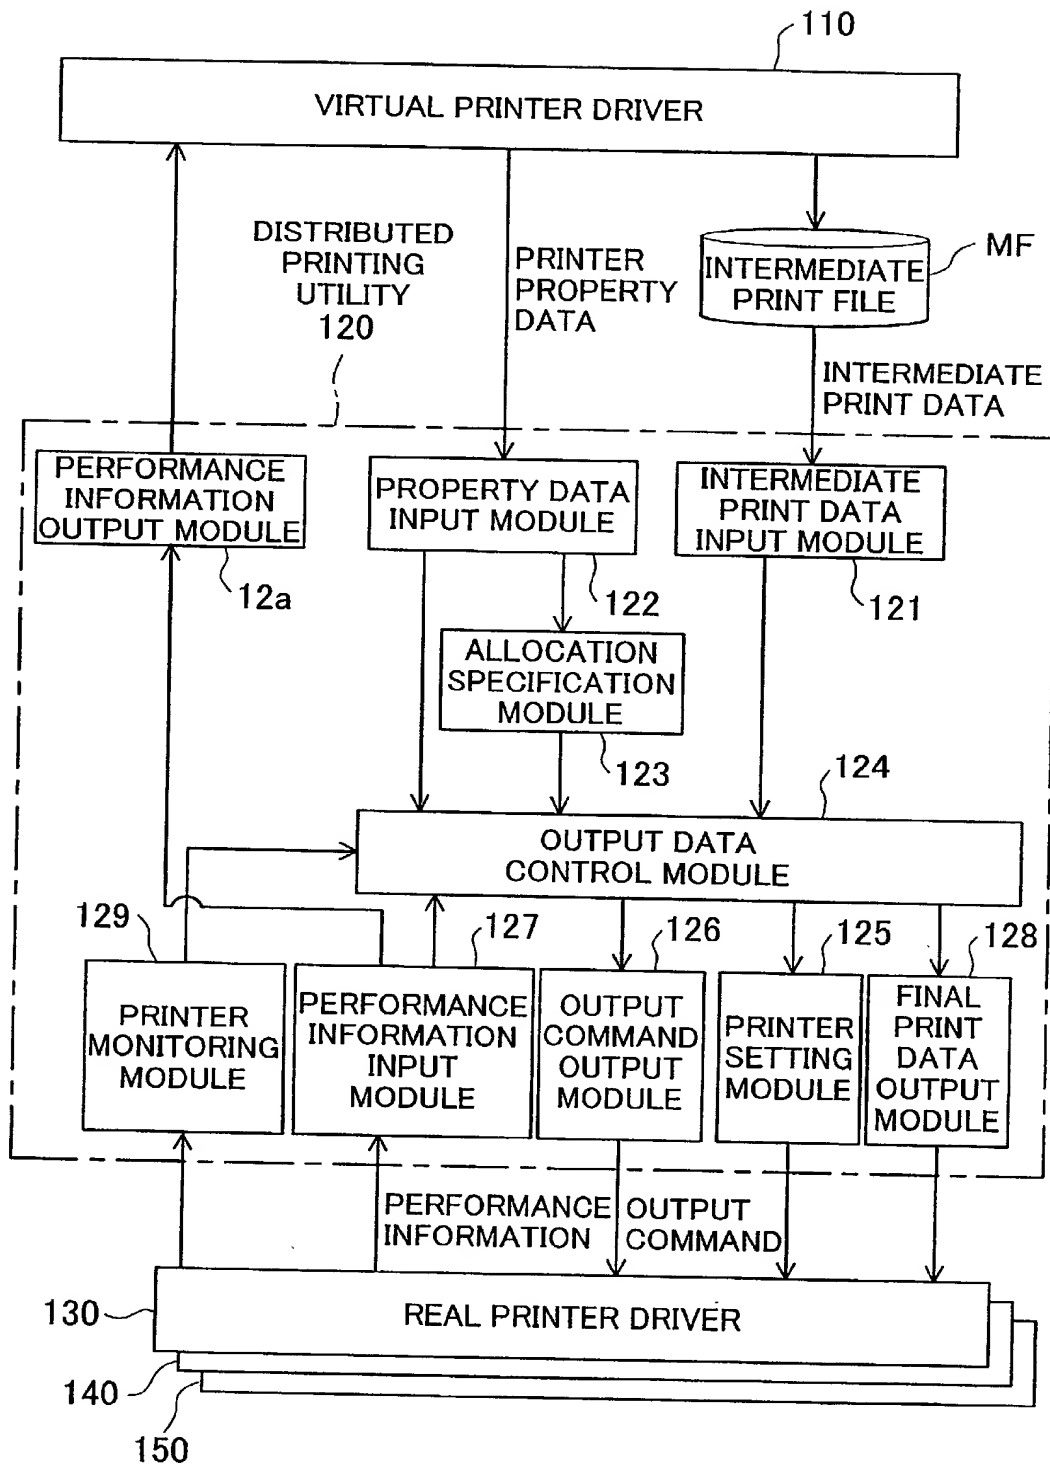 110
VIRTUAL PRINTER DRIVER
DISTRIBUTED
PRINTING
UTILITY
120
PRINTER
PROPERTY
DATA
INTERMEDIATE
PRINT FILE
MF
INTERMEDIATE
PRINT DATA
PERFORMANCE
INFORMATION
OUTPUT MODULE
12a
PROPERTY DATA
INPUT MODULE
122
INTERMEDIATE
PRINT DATA
INPUT MODULE
121
ALLOCATION
SPECIFICATION
MODULE
123
124
OUTPUT DATA
CONTROL MODULE
129
PRINTER
MONITORING
MODULE
127
PERFORMANCE
INFORMATION
INPUT
MODULE
126
OUTPUT
COMMAND
OUTPUT
MODULE
125
PRINTER
SETTING
MODULE
128
FINAL
PRINT
DATA
OUTPUT
MODULE
PERFORMANCE
INFORMATION
OUTPUT
COMMAND
130
REAL PRINTER DRIVER
140
150